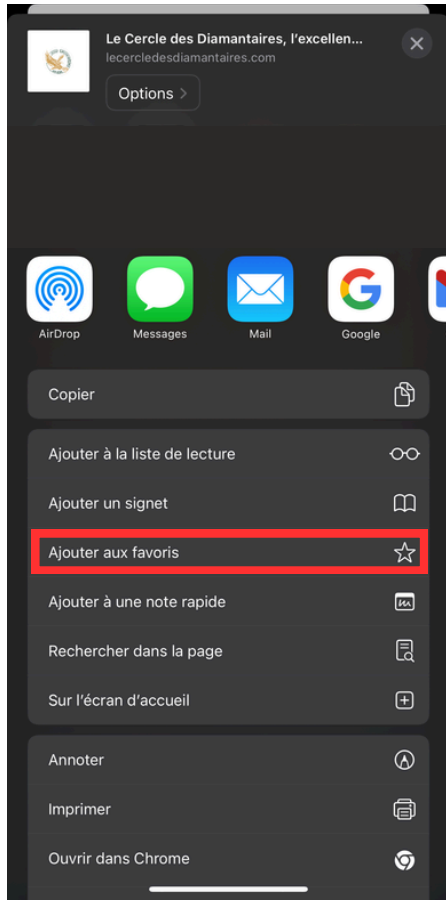 Le Cercle des Diamantaires, l'excellen...
lecercledesdiamantaires.com
Options
AirDrop
Messages
Mail
Google
Copier
Ajouter à la liste de lecture
Ajouter un signet
Ajouter aux favoris
Ajouter à une note rapide
Rechercher dans la page
Sur l'écran d'accueil
Annoter
Imprimer
Ouvrir dans Chrome